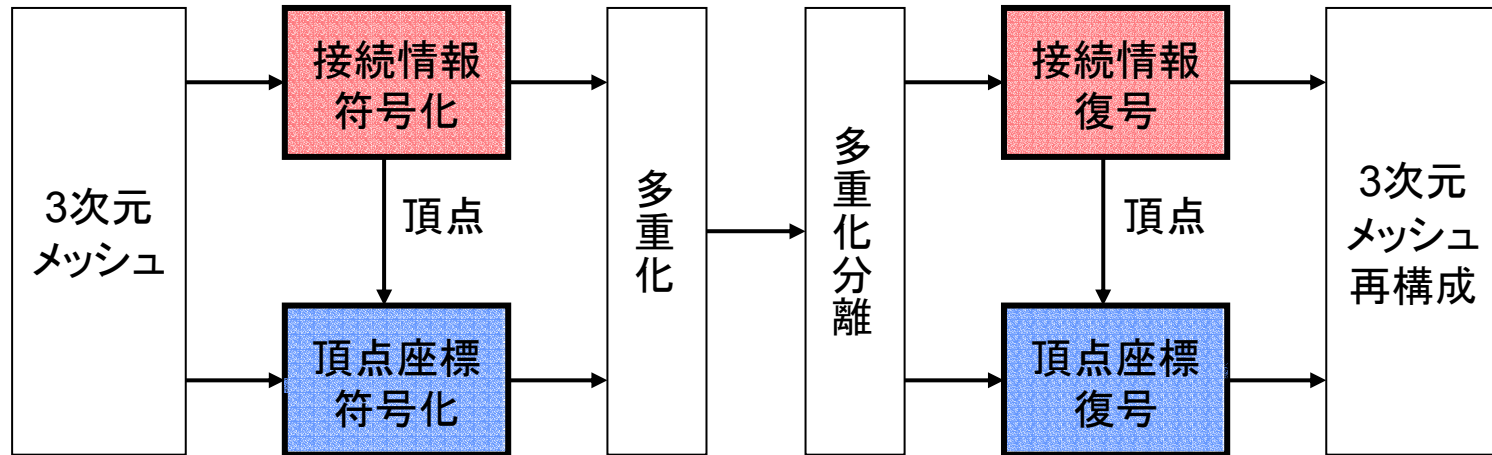 3次元
メッシュ
接続情報
符号化
頂点
頂点座標
符号化
多重化
多重化分離
接続情報
復号
頂点
頂点座標
復号
3次元
メッシュ
再構成